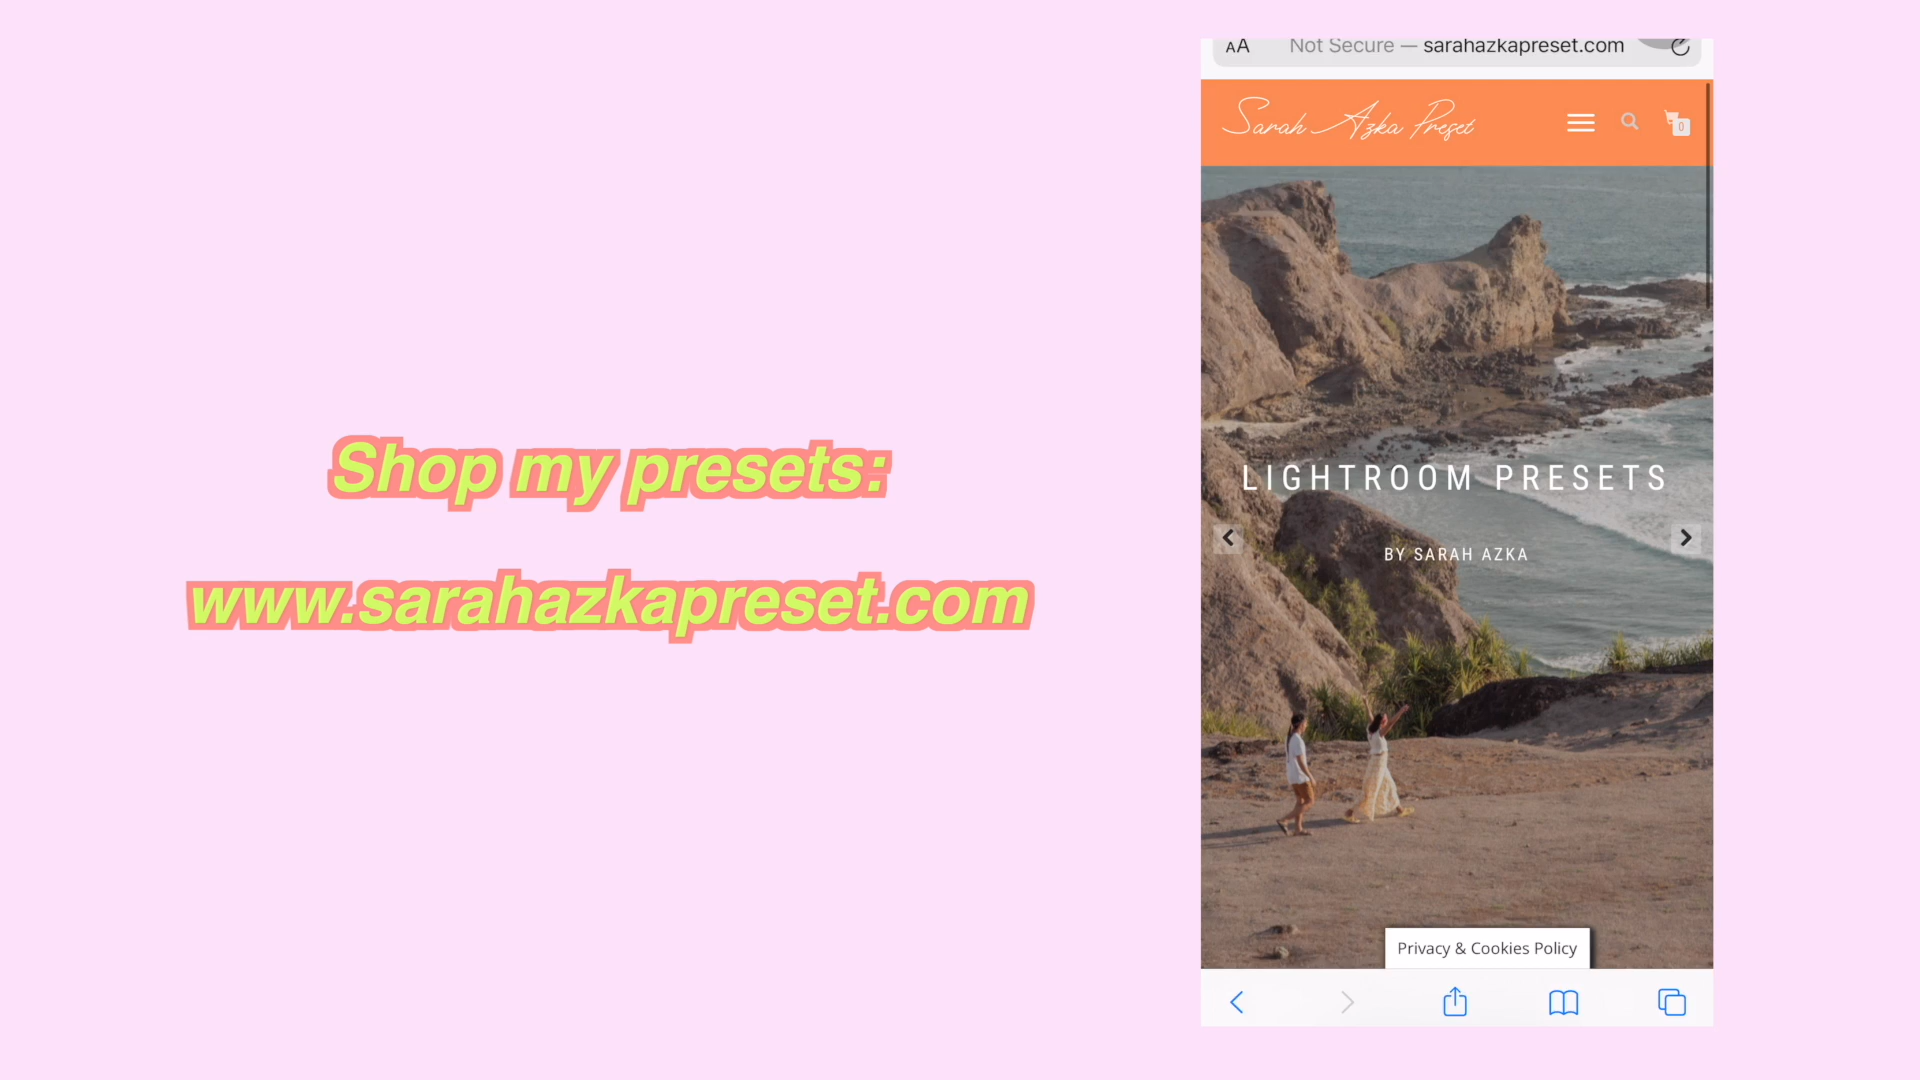 Shop my presets:
www.sarahazkapreset.com
AA Not Secure — sarahazkapreset.com
Sarah Azka Preset
0
LIGHTROOM PRESETS
BY SARAH AZKA
Privacy & Cookies Policy